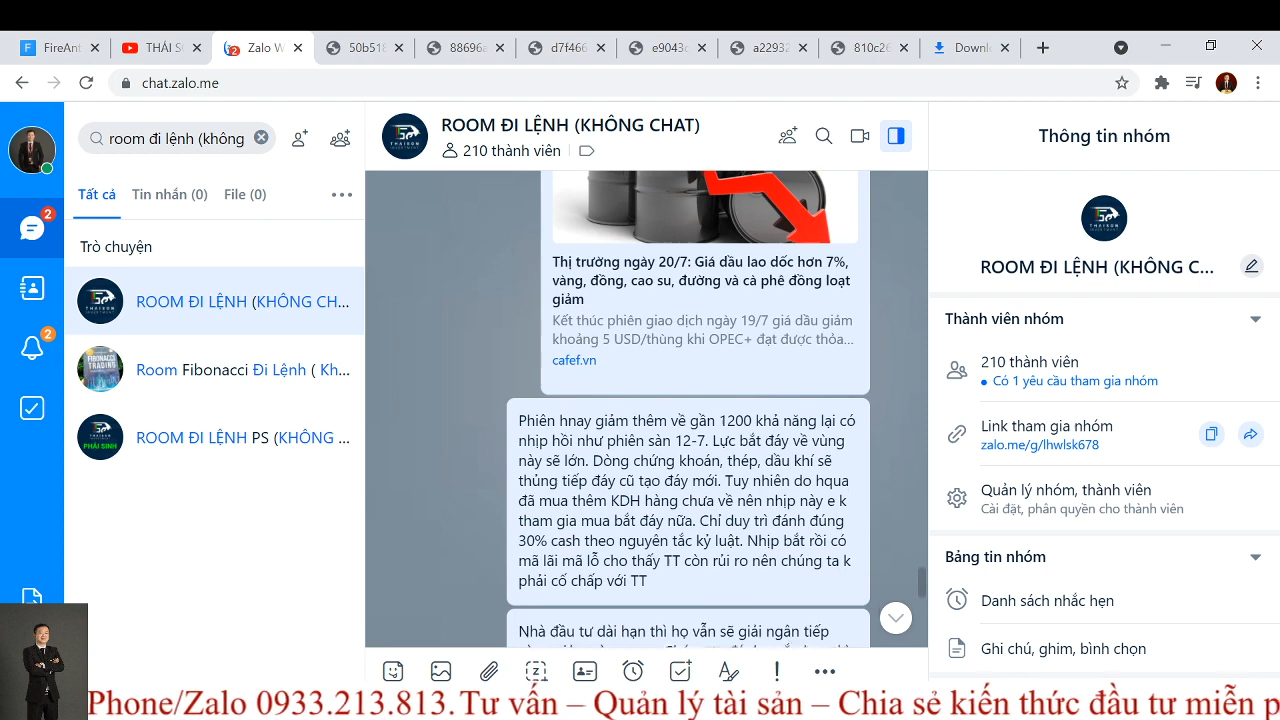 FireAnt
THÁI S
Zalo W
50b518
88696a
d7f466
e9043c
a22932
810c26
Downl
chat.zalo.me
room đi lệnh (không
Tất cả
Tin nhắn (0)
File (0)
Trò chuyện
ROOM ĐI LỆNH (KHÔNG CH...
Room Fibonacci Đi Lệnh ( Kh...
ROOM ĐI LỆNH PS (KHÔNG ...
2
2
ROOM ĐI LỆNH (KHÔNG CHAT)
210 thành viên
Thị trường ngày 20/7: Giá dầu lao dốc hơn 7%,
vàng, đồng, cao su, đường và cà phê đồng loạt
giảm
Kết thúc phiên giao dịch ngày 19/7 giá dầu giảm
khoảng 5 USD/thùng khi OPEC+ đạt được thỏa...
cafef.vn
Phiên hnay giảm thêm về gần 1200 khả năng lại có
nhịp nồi như phiên sàn 12-7. Lực bắt đáy về vùng
này sẽ lớn. Dòng chứng khoán, thép, dầu khí sẽ
thủng tiếp đáy cũ tạo đáy mới. Tuy nhiên do hqua
đã mua thêm KDH hàng chưa về nên nhịp này e k
tham gia mua bắt đáy nữa. Chỉ duy trì đánh đúng
30% cash theo nguyên tắc kỷ luật. Nhịp bắt rồi có
mã lãi mã lỗ cho thấy TT còn rủi ro nên chúng ta k
phải cố chấp với TT
Nhà đầu tư dài hạn thì họ vẫn sẽ giải ngân tiếp
Thông tin nhóm
ROOM ĐI LỆNH (KHÔNG C...
Thành viên nhóm
210 thành viên
Có 1 yêu cầu tham gia nhóm
Link tham gia nhóm
zalo.me/g/lhwlsk678
Quản lý nhóm, thành viên
Cài đặt, phân quyền cho thành viên
Bảng tin nhóm
Danh sách nhắc hẹn
Ghi chú, ghim, bình chọn
Phone/Zalo 0933.213.813.Tư vấn – Quản lý tài sản – Chia sẻ kiến thức đầu tư miễn p